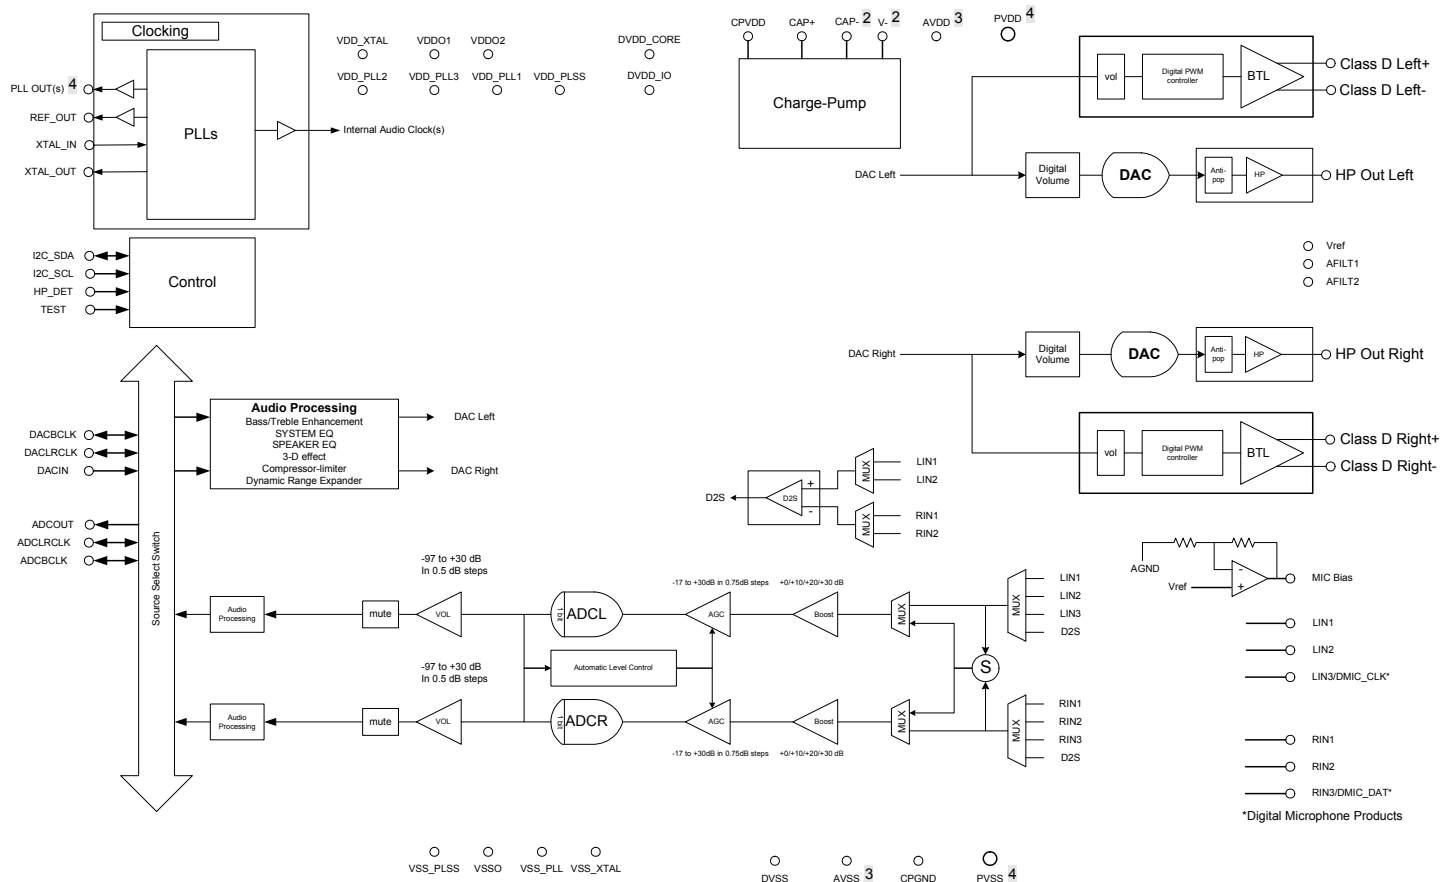 Clocking
PLLs
PLL OUT(s) 4
REF_OUT
XTAL_IN
XTAL_OUT
Internal Audio Clock(s)
VDD_XTAL
VDDO1
VDDO2
DVDD_CORE
VDD_PLL2
VDD_PLL3
VDD_PLL1
VDD_PLSS
DVDD_IO
CPVDD
CAP+
CAP- 2
V- 2
AVDD 3
PVDD 4
Charge-Pump
vol
Digital PWM
controller
BTL
Class D Left+
Class D Left-
DAC Left
Digital
Volume
DAC
Anti-
pop
HP
HP Out Left
Vref
AFILT1
AFILT2
I2C_SDA
I2C_SCL
HP_DET
TEST
Control
DAC Right
Digital
Volume
DAC
Anti-
pop
HP
HP Out Right
vol
Digital PWM
controller
BTL
Class D Right+
Class D Right-
DACBCLK
DACLRCLK
DACIN
ADCOUT
ADCLRCLK
ADCBCLK
Source Select Switch
Audio Processing
Bass/Treble Enhancement
SYSTEM EQ
SPEAKER EQ
3-D effect
Compressor-limiter
Dynamic Range Expander
DAC Left
DAC Right
D2S
D2S
+
-
MUX
LIN1
LIN2
MUX
RIN1
RIN2
AGND
Vref
-
+
MIC Bias
-97 to +30 dB
In 0.5 dB steps
-17 to +30dB in 0.75dB steps
+0/+10/+20/+30 dB
Audio
Processing
mute
VOL
1 bit
ADCL
AGC
Boost
MUX
MUX
LIN1
LIN2
LIN3
D2S
Automatic Level Control
S
-97 to +30 dB
In 0.5 dB steps
Audio
Processing
mute
VOL
1 bit
ADCR
AGC
Boost
MUX
MUX
RIN1
RIN2
RIN3
D2S
-17 to +30dB in 0.75dB steps
+0/+10/+20/+30 dB
LIN1
LIN2
LIN3/DMIC_CLK*
RIN1
RIN2
RIN3/DMIC_DAT*
*Digital Microphone Products
VSS_PLSS
VSSO
VSS_PLL
VSS_XTAL
DVSS
AVSS 3
CPGND
PVSS 4